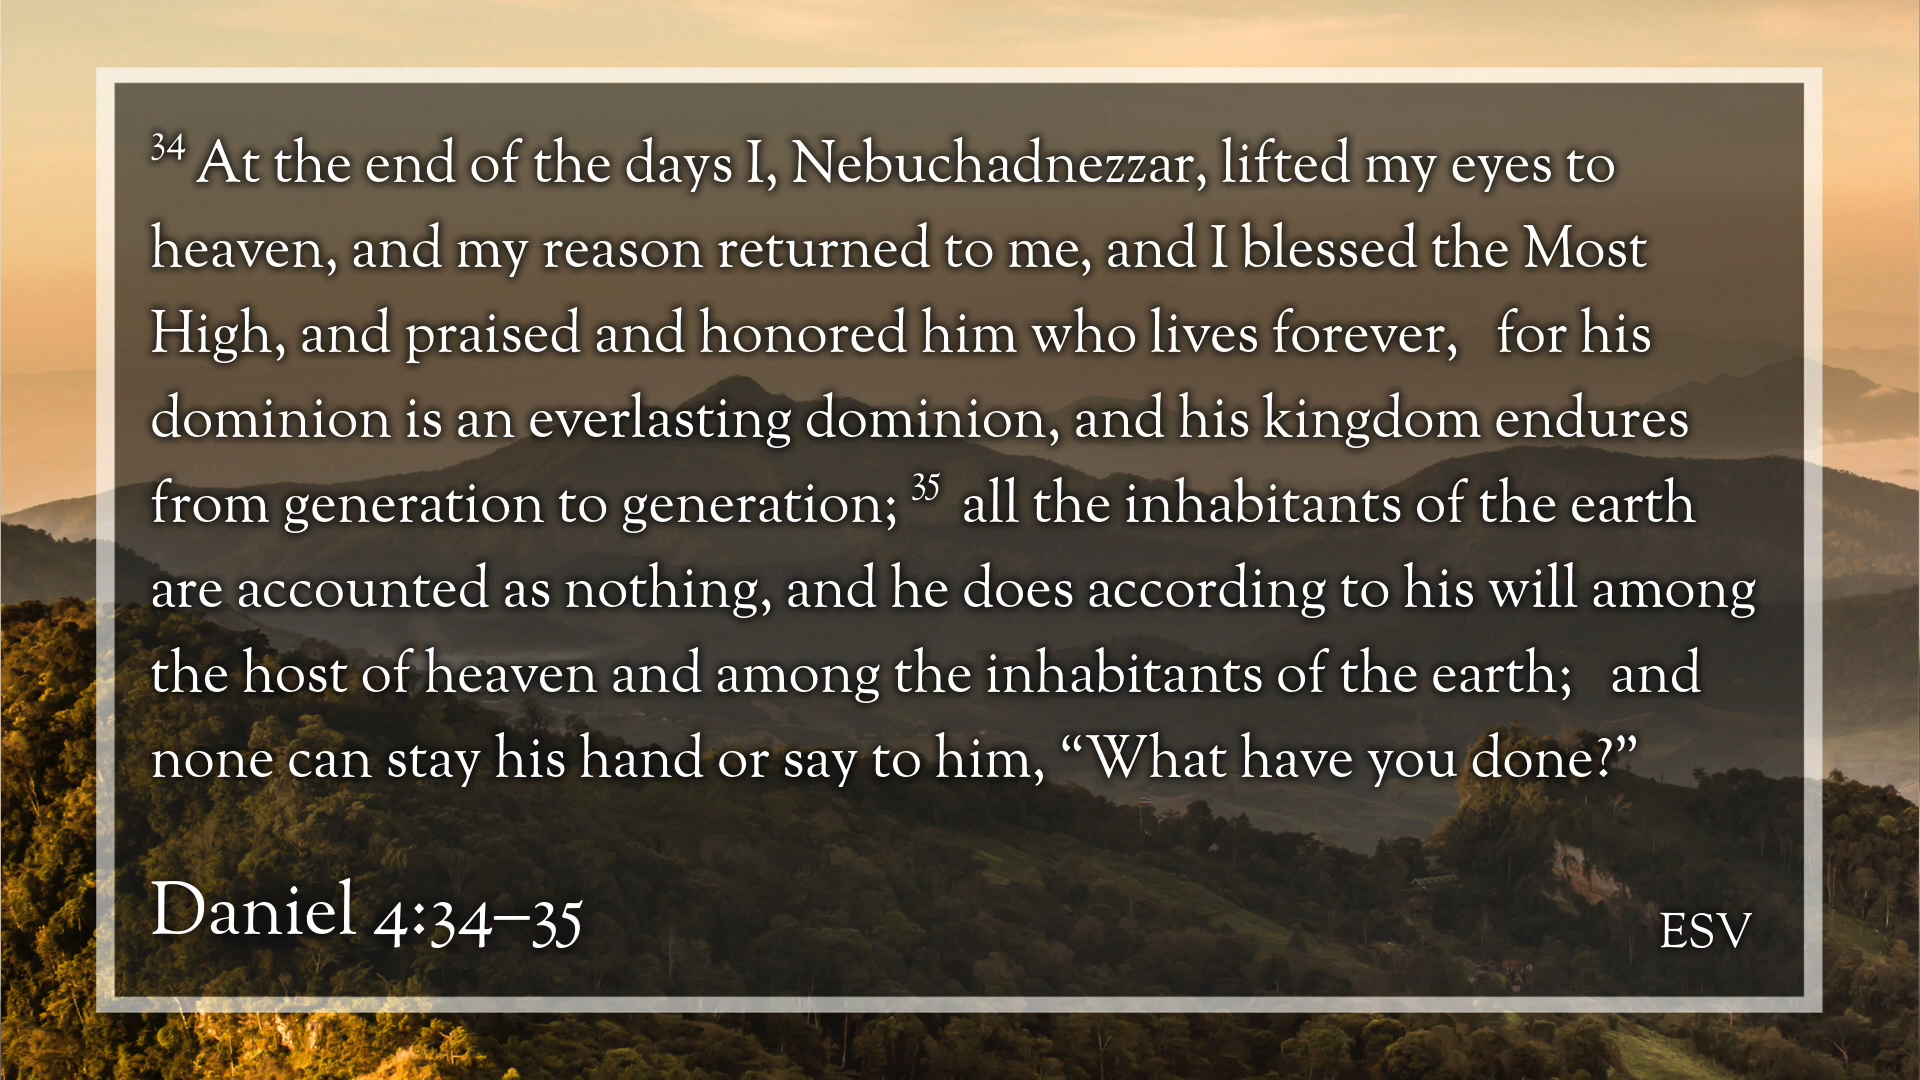 34 At the end of the days I, Nebuchadnezzar, lifted my eyes to
heaven, and my reason returned to me, and I blessed the Most
High, and praised and honored him who lives forever,   for his
dominion is an everlasting dominion, and his kingdom endures
from generation to generation; 35  all the inhabitants of the earth
are accounted as nothing, and he does according to his will among
the host of heaven and among the inhabitants of the earth;   and
none can stay his hand or say to him, “What have you done?”
Daniel 4:34–35
ESV